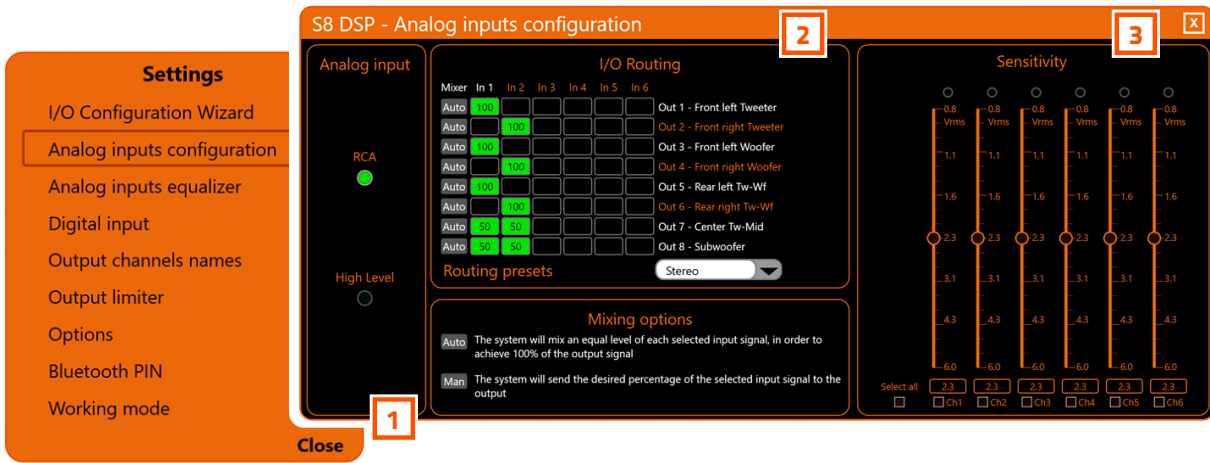 Settings
I/O Configuration Wizard
Analog inputs configuration
Analog inputs equalizer
Digital input
Output channels names
Output limiter
Options
Bluetooth PIN
Working mode
Close
S8 DSP - Analog inputs configuration
X
1
2
3
Analog input
RCA
High Level
I/O Routing
Mixer In 1 In 2 In 3 In 4 In 5 In 6
Auto 100 Out 1 - Front left Tweeter
Auto 100 Out 2 - Front right Tweeter
Auto 100 Out 3 - Front left Woofer
Auto 100 Out 4 - Front right Woofer
Auto 100 Out 5 - Rear left Tw-Wf
Auto 100 Out 6 - Rear right Tw-Wf
Auto 50 50 Out 7 - Center Tw-Mid
Auto 50 50 Out 8 - Subwoofer
Routing presets Stereo
Mixing options
Auto The system will mix an equal level of each selected input signal, in order to
achieve 100% of the output signal
Man The system will send the desired percentage of the selected input signal to the
output
Sensitivity
0.8 0.8 0.8 0.8 0.8 0.8
Vrms Vrms Vrms Vrms Vrms Vrms
1.1 1.1 1.1 1.1 1.1 1.1
1.6 1.6 1.6 1.6 1.6 1.6
2.3 2.3 2.3 2.3 2.3 2.3
3.1 3.1 3.1 3.1 3.1 3.1
4.3 4.3 4.3 4.3 4.3 4.3
6.0 6.0 6.0 6.0 6.0 6.0
Select all 2.3 2.3 2.3 2.3 2.3 2.3
Ch1 Ch2 Ch3 Ch4 Ch5 Ch6